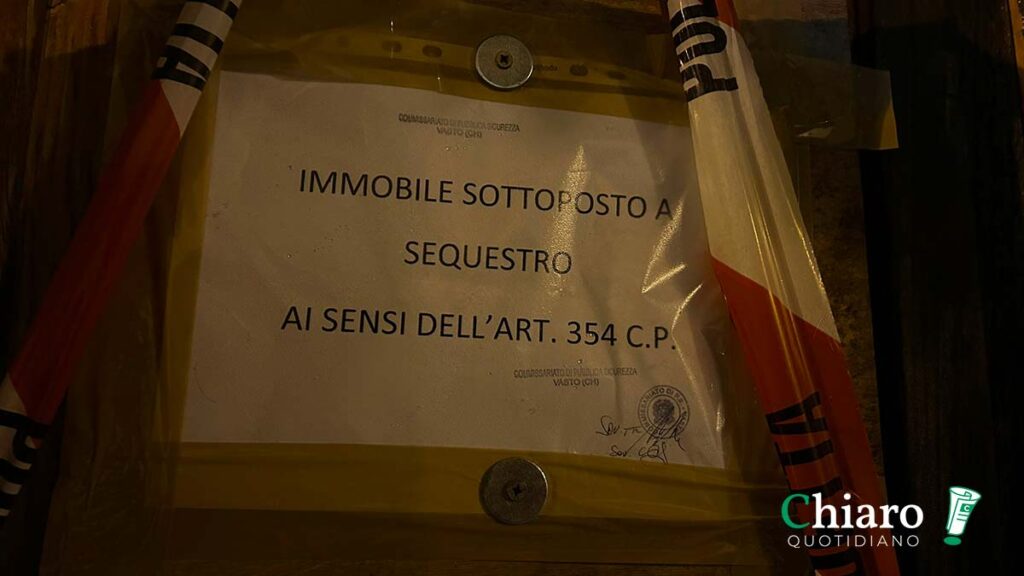 COMMISSARIATO DI PUBBLICA SICUREZZA
VASTO (CH)
IMMOBILE SOTTOPOSTO A
SEQUESTRO
AI SENSI DELL'ART. 354 C.P.
COMMISSARIATO DI PUBBLICA SICUREZZA
VASTO (CH)
Chiaro
QUOTIDIANO